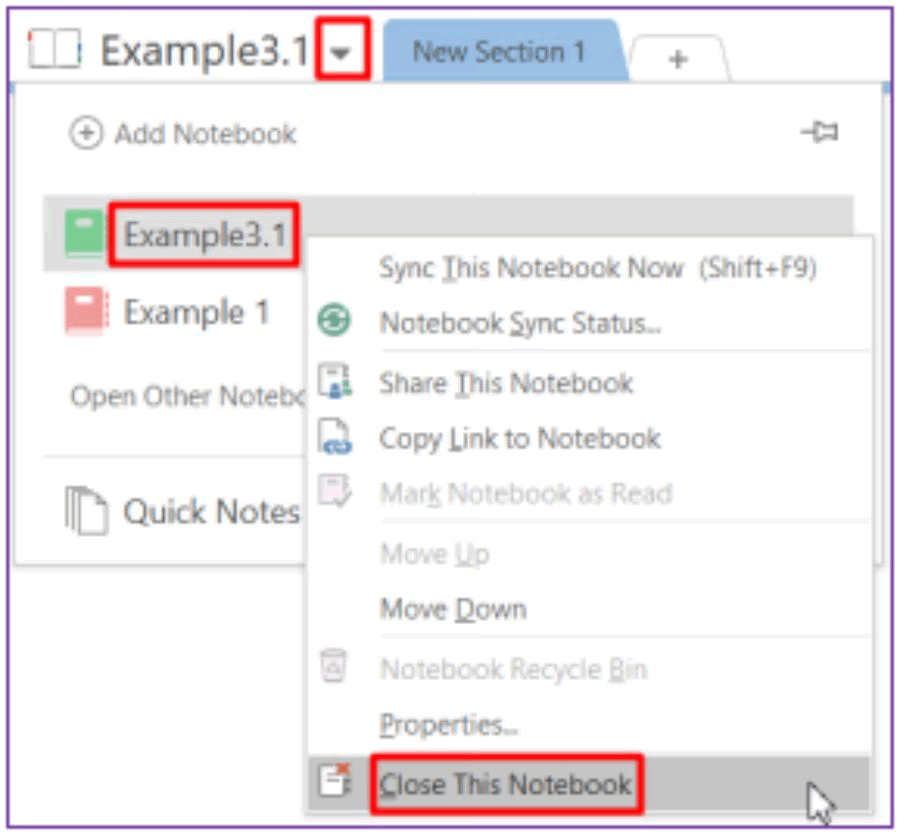 Example3.1 New Section 1 +
Add Notebook
Example3.1
Sync This Notebook Now (Shift+F9)
Example 1
Notebook Sync Status...
Share This Notebook
Open Other Notebo
Copy Link to Notebook
Mark Notebook as Read
Quick Notes
Move Up
Move Down
Notebook Recycle Bin
Properties...
Close This Notebook